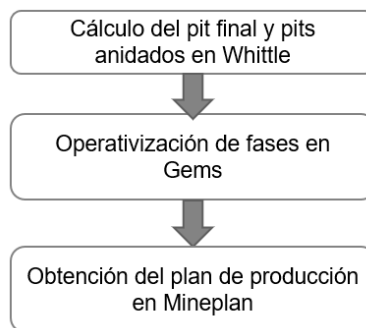 Cálculo del pit final y pits
anidados en Whittle
Operativización de fases en
Gems
Obtención del plan de producción
en Mineplan